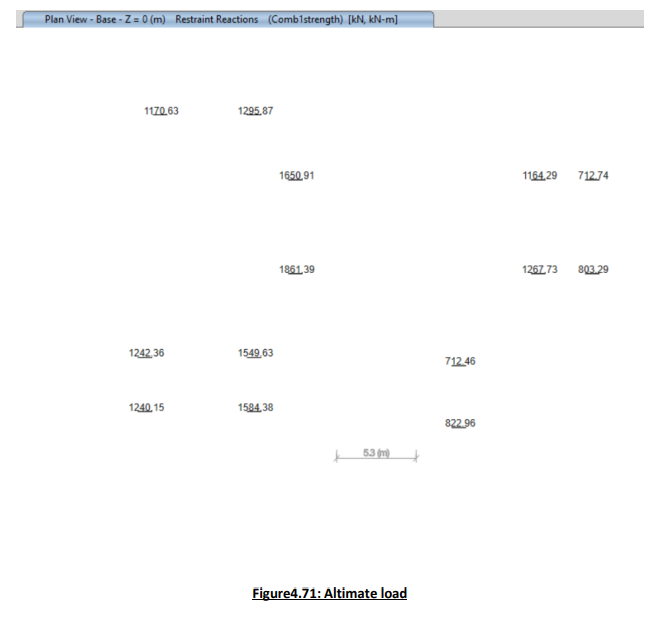 Plan View - Base - Z = 0 (m) Restraint Reactions (Comb1strength) [kN, kN-m]
1170.63 1295.87
1650.91 1164.29 712.74
1861.39 1267.73 803.29
1242.36 1549.63
712.46
1240.15 1584.38
822.96
5.3 (m)
Figure4.71: Altimate load